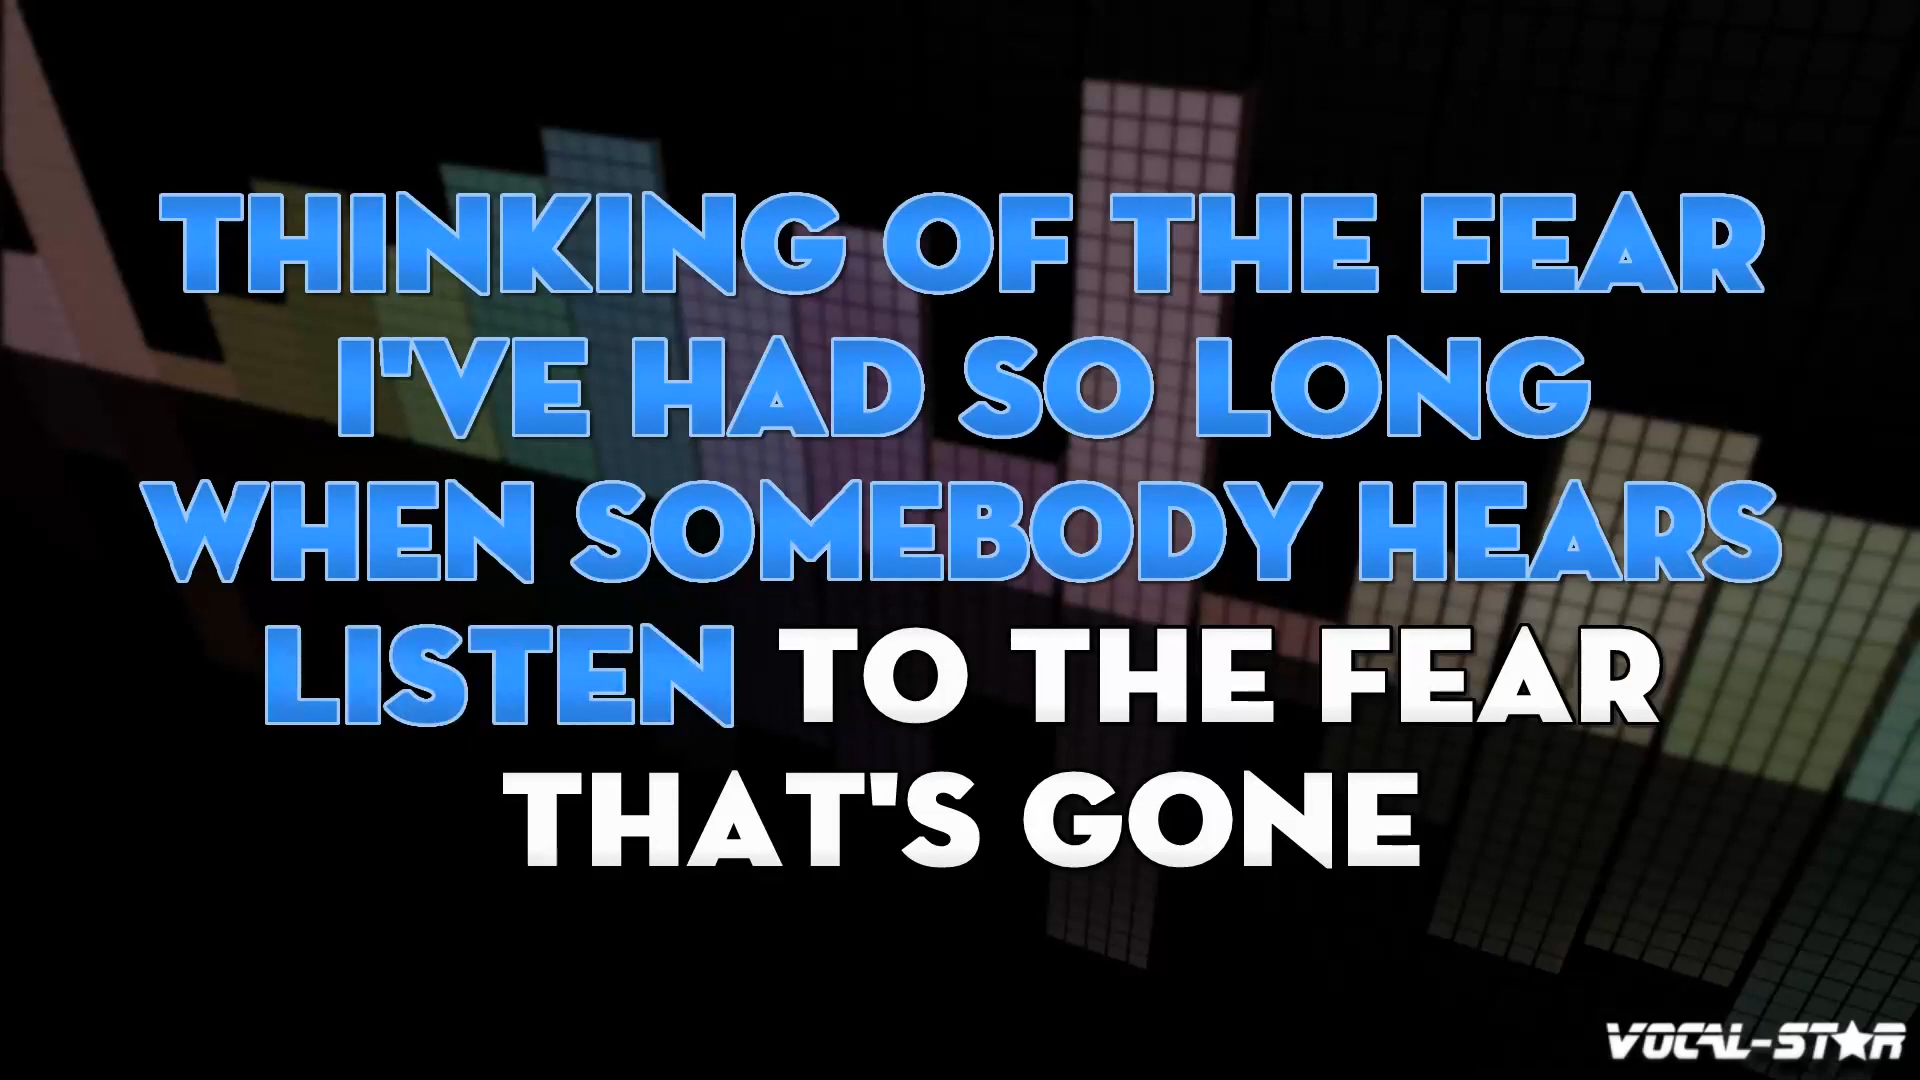 THINKING OF THE FEAR
I'VE HAD SO LONG
WHEN SOMEBODY HEARS
LISTEN TO THE FEAR
THAT'S GONE
VOCAL-STAR